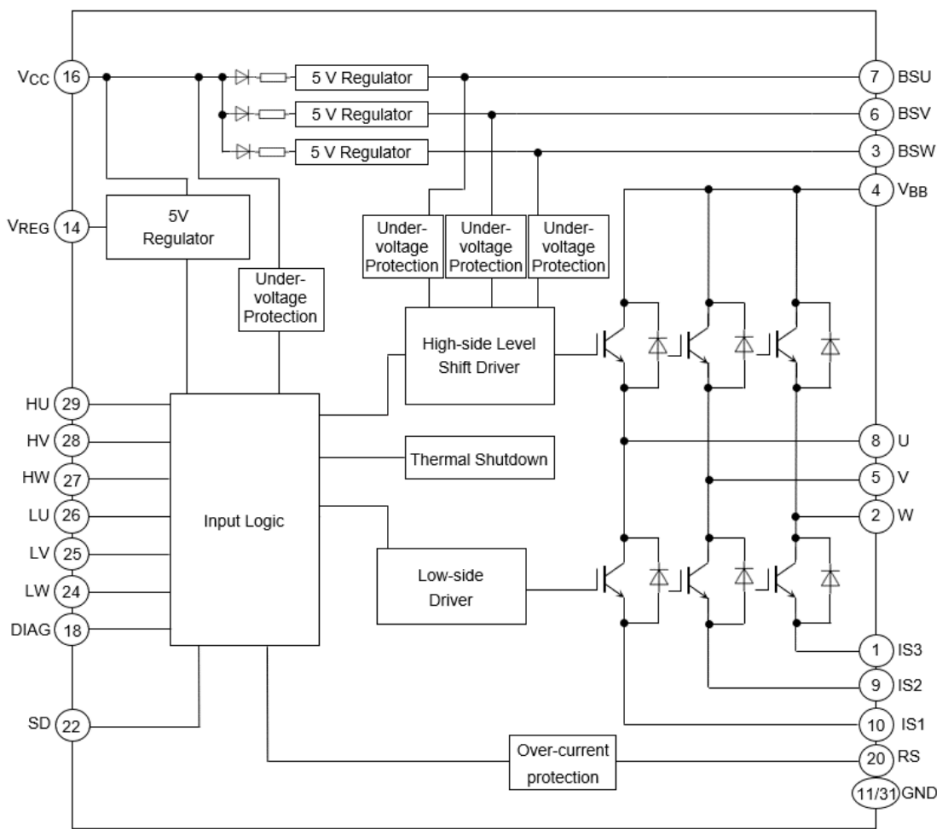 VCC 16
5 V Regulator
7 BSU
5 V Regulator
6 BSV
5 V Regulator
3 BSW
4 VBB
VREG 14
5V
Regulator
Under-
voltage
Protection
Under-
voltage
Protection
Under-
voltage
Protection
Under-
voltage
Protection
High-side Level
Shift Driver
HU 29
HV 28
HW 27
LU 26
LV 25
LW 24
DIAG 18
SD 22
Input Logic
Thermal Shutdown
Low-side
Driver
8 U
5 V
2 W
1 IS3
9 IS2
10 IS1
Over-current
protection
20 RS
11/31 GND